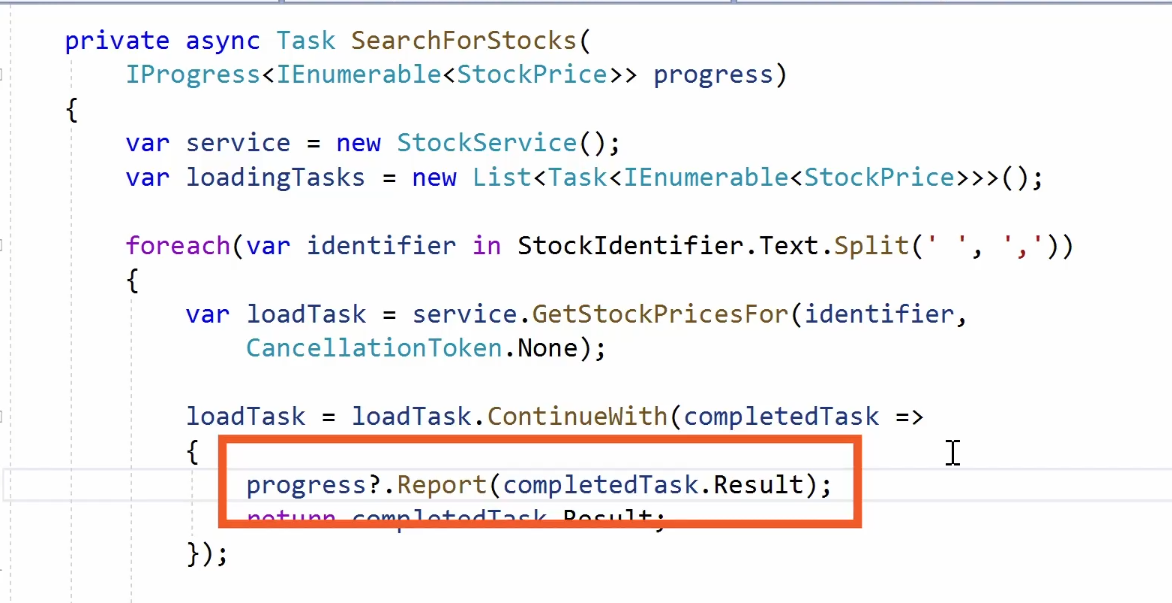 private async Task SearchForStocks(
IProgress<IEnumerable<StockPrice>> progress)
{
var service = new StockService();
var loadingTasks = new List<Task<IEnumerable<StockPrice>>>();
foreach(var identifier in StockIdentifier.Text.Split(' ', ','))
{
var loadTask = service.GetStockPricesFor(identifier,
CancellationToken.None);
loadTask = loadTask.ContinueWith(completedTask =>
{
progress?.Report(completedTask.Result);
return completedTask.Result;
});